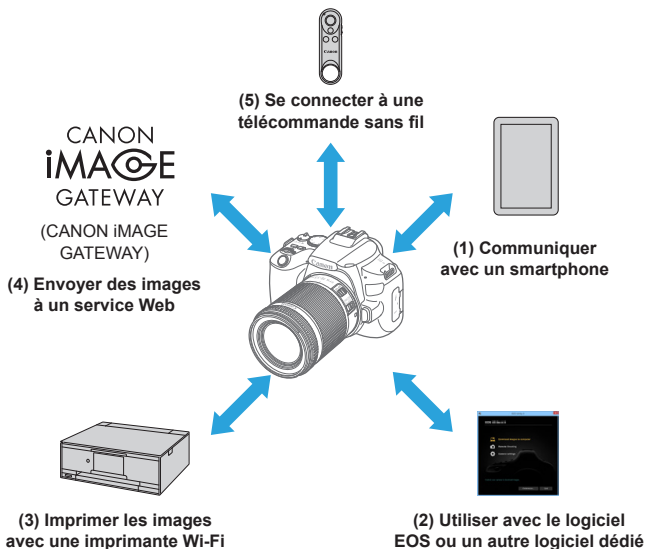 (5) Se connecter à une
télécommande sans fil
CANON
iMAGE
GATEWAY
(CANON iMAGE
GATEWAY)
(4) Envoyer des images
à un service Web
(1) Communiquer
avec un smartphone
Canon
Canon
(3) Imprimer les images
avec une imprimante Wi-Fi
(2) Utiliser avec le logiciel
EOS ou un autre logiciel dédié